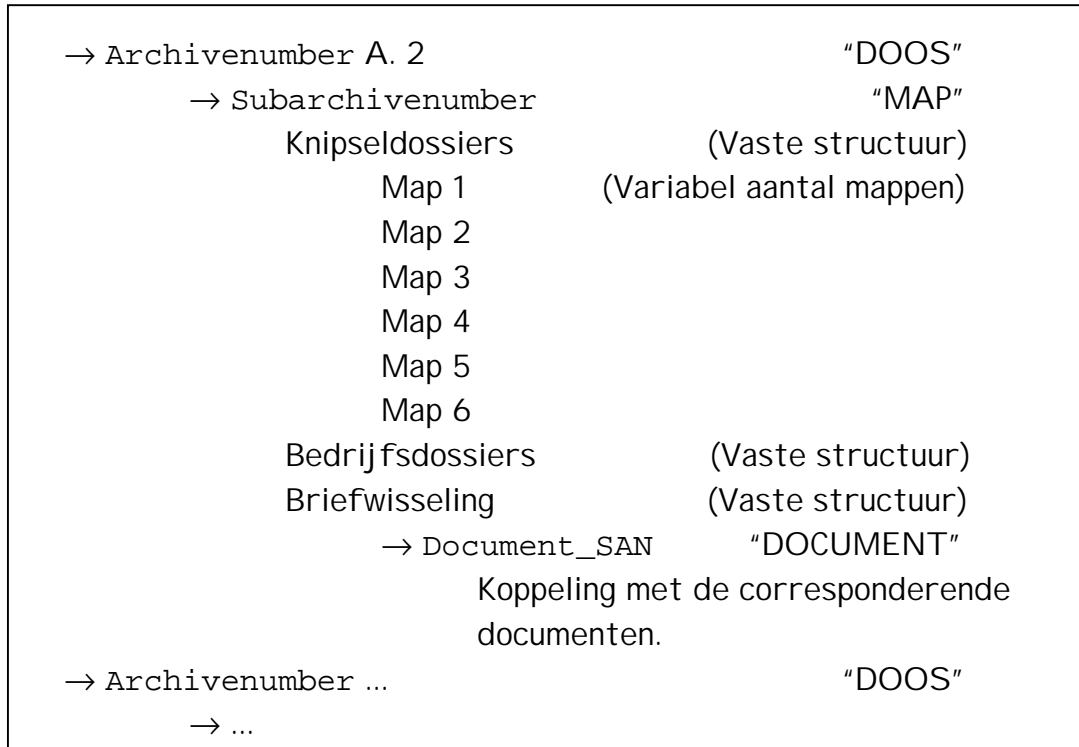 → Archivenumber A.2 “DOOS”
→ Subarchivenumber “MAP”
Knipseldossiers (Vaste structuur)
Map 1 (Variabel aantal mappen)
Map 2
Map 3
Map 4
Map 5
Map 6
Bedrijfsdossiers (Vaste structuur)
Briefwisseling (Vaste structuur)
→ Document_SAN “DOCUMENT”
Koppeling met de corresponderende
documenten.
→ Archivenumber ... “DOOS”
→ ...